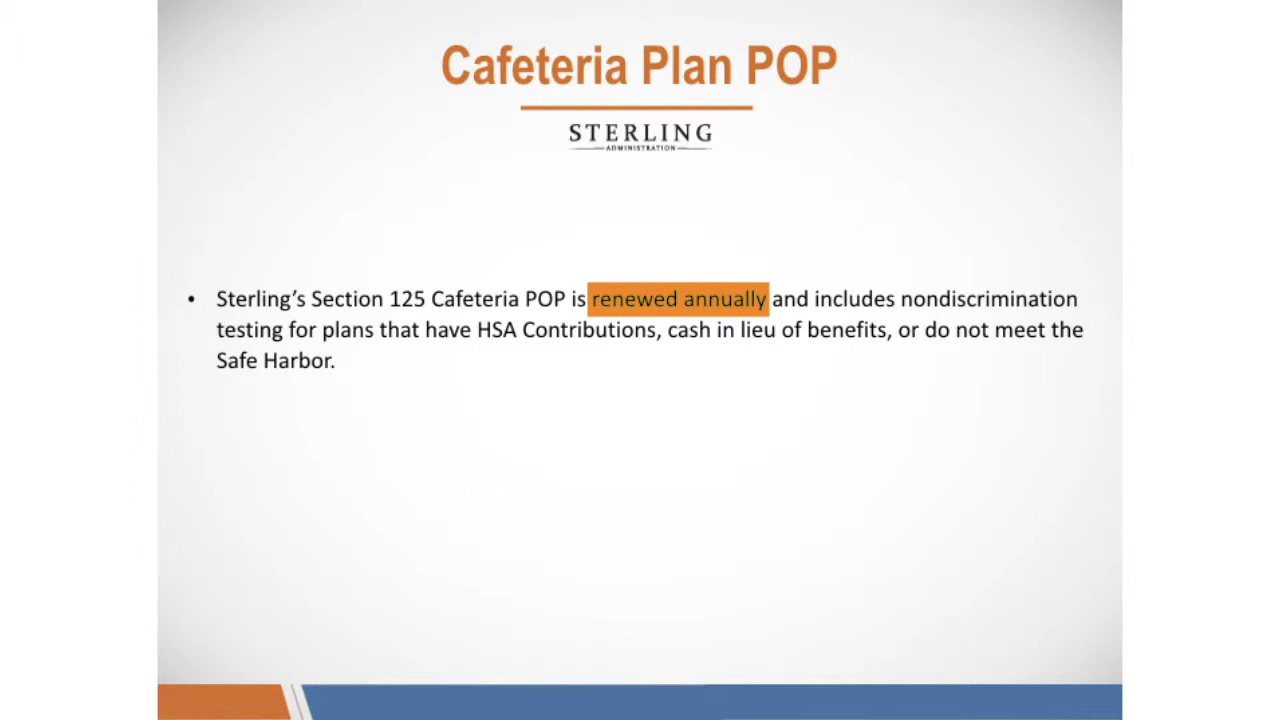 Cafeteria Plan POP
STERLING
ADMINISTRATION
• Sterling’s Section 125 Cafeteria POP is renewed annually and includes nondiscrimination
testing for plans that have HSA Contributions, cash in lieu of benefits, or do not meet the
Safe Harbor.